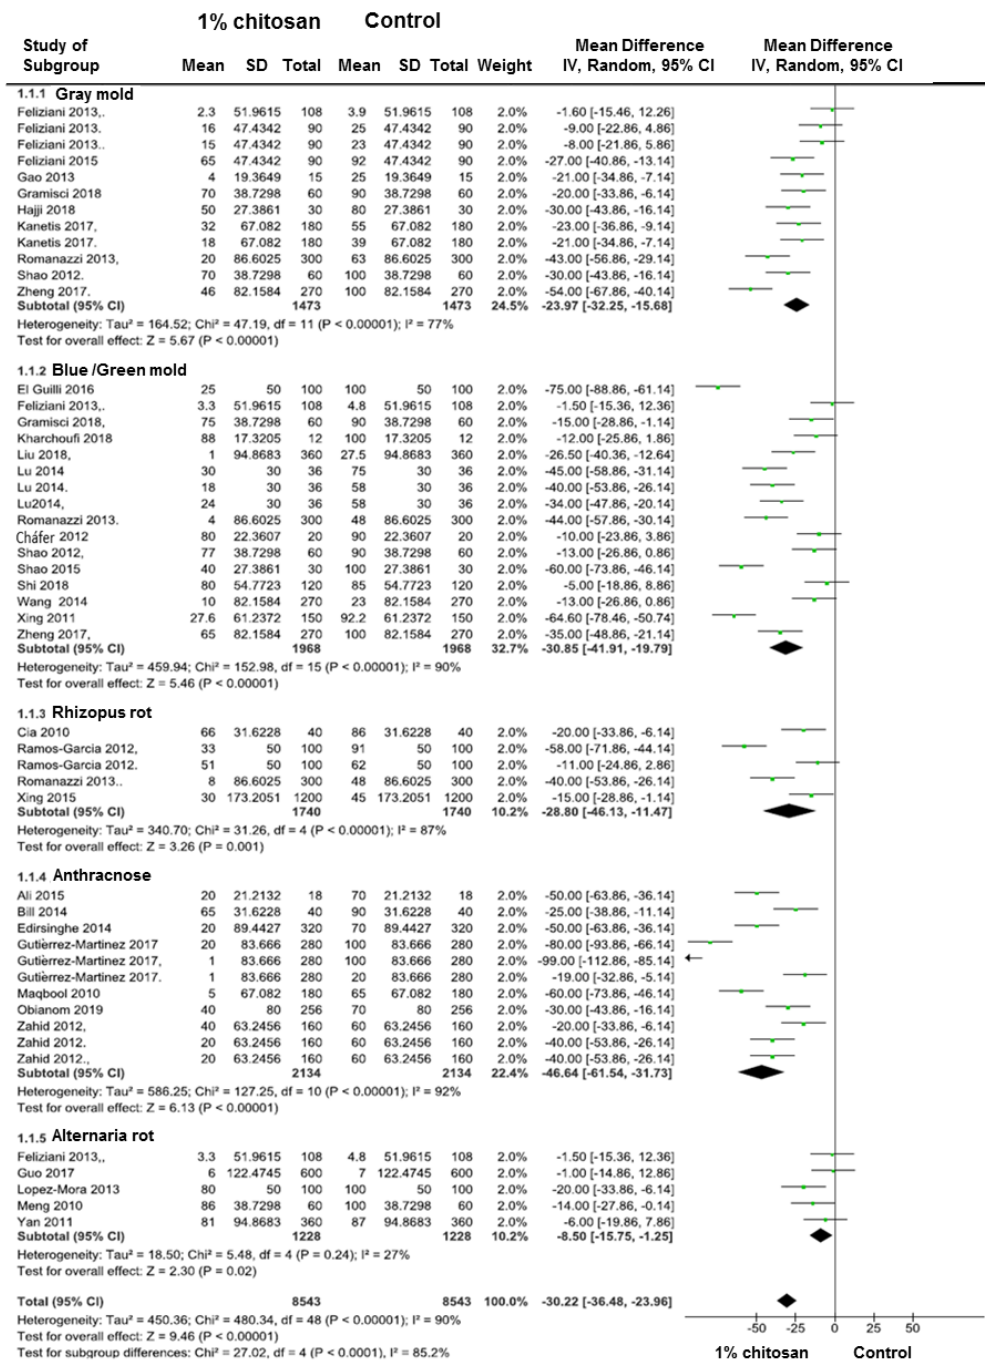 1% chitosan Control
Study of Mean Difference Mean Difference
Subgroup Mean SD Total Mean SD Total Weight IV, Random, 95% CI IV, Random, 95% CI
1.1.1 Gray mold
Feliziani 2013,. 2.3 51.9615 108 3.9 51.9615 108 2.0% -1.60 [-15.46, 12.26]
Feliziani 2013. 16 47.4342 90 25 47.4342 90 2.0% -9.00 [-22.86, 4.86]
Feliziani 2013.. 15 47.4342 90 23 47.4342 90 2.0% -8.00 [-21.86, 5.86]
Feliziani 2015 65 47.4342 90 92 47.4342 90 2.0% -27.00 [-40.86, -13.14]
Gao 2013 4 19.3649 15 25 19.3649 15 2.0% -21.00 [-34.86, -7.14]
Gramisci 2018 70 38.7298 60 90 38.7298 60 2.0% -20.00 [-33.86, -6.14]
Hajji 2018 50 27.3861 30 80 27.3861 30 2.0% -30.00 [-43.86, -16.14]
Kanetis 2017, 32 67.082 180 55 67.082 180 2.0% -23.00 [-36.86, -9.14]
Kanetis 2017. 18 67.082 180 39 67.082 180 2.0% -21.00 [-34.86, -7.14]
Romanazzi 2013, 20 86.6025 300 63 86.6025 300 2.0% -43.00 [-56.86, -29.14]
Shao 2012. 70 38.7298 60 100 38.7298 60 2.0% -30.00 [-43.86, -16.14]
Zheng 2017. 46 82.1584 270 100 82.1584 270 2.0% -54.00 [-67.86, -40.14]
Subtotal (95% CI) 1473 1473 24.5% -23.97 [-32.25, -15.68]
Heterogeneity: Tau² = 164.52; Chi² = 47.19, df = 11 (P < 0.00001); I² = 77%
Test for overall effect: Z = 5.67 (P < 0.00001)
1.1.2 Blue /Green mold
El Guilli 2016 25 50 100 100 50 100 2.0% -75.00 [-88.86, -61.14]
Feliziani 2013,. 3.3 51.9615 108 4.8 51.9615 108 2.0% -1.50 [-15.36, 12.36]
Gramisci 2018, 75 38.7298 60 90 38.7298 60 2.0% -15.00 [-28.86, -1.14]
Kharchoufi 2018 88 17.3205 12 100 17.3205 12 2.0% -12.00 [-25.86, 1.86]
Liu 2018, 1 94.8683 360 27.5 94.8683 360 2.0% -26.50 [-40.36, -12.64]
Lu 2014 30 30 36 75 30 36 2.0% -45.00 [-58.86, -31.14]
Lu 2014. 18 30 36 58 30 36 2.0% -40.00 [-53.86, -26.14]
Lu2014, 24 30 36 58 30 36 2.0% -34.00 [-47.86, -20.14]
Romanazzi 2013. 4 86.6025 300 48 86.6025 300 2.0% -44.00 [-57.86, -30.14]
Cháfer 2012 80 22.3607 20 90 22.3607 20 2.0% -10.00 [-23.86, 3.86]
Shao 2012, 77 38.7298 60 90 38.7298 60 2.0% -13.00 [-26.86, 0.86]
Shao 2015 40 27.3861 30 100 27.3861 30 2.0% -60.00 [-73.86, -46.14]
Shi 2018 80 54.7723 120 85 54.7723 120 2.0% -5.00 [-18.86, 8.86]
Wang 2014 10 82.1584 270 23 82.1584 270 2.0% -13.00 [-26.86, 0.86]
Xing 2011 27.6 61.2372 150 92.2 61.2372 150 2.0% -64.60 [-78.46, -50.74]
Zheng 2017, 65 82.1584 270 100 82.1584 270 2.0% -35.00 [-48.86, -21.14]
Subtotal (95% CI) 1968 1968 32.7% -30.85 [-41.91, -19.79]
Heterogeneity: Tau² = 459.94; Chi² = 152.98, df = 15 (P < 0.00001); I² = 90%
Test for overall effect: Z = 5.46 (P < 0.00001)
1.1.3 Rhizopus rot
Cia 2010 66 31.6228 40 86 31.6228 40 2.0% -20.00 [-33.86, -6.14]
Ramos-Garcia 2012, 33 50 100 91 50 100 2.0% -58.00 [-71.86, -44.14]
Ramos-Garcia 2012. 51 50 100 62 50 100 2.0% -11.00 [-24.86, 2.86]
Romanazzi 2013.. 8 86.6025 300 48 86.6025 300 2.0% -40.00 [-53.86, -26.14]
Xing 2015 30 173.2051 1200 45 173.2051 1200 2.0% -15.00 [-28.86, -1.14]
Subtotal (95% CI) 1740 1740 10.2% -28.80 [-46.13, -11.47]
Heterogeneity: Tau² = 340.70; Chi² = 31.26, df = 4 (P < 0.00001); I² = 87%
Test for overall effect: Z = 3.26 (P = 0.001)
1.1.4 Anthracnose
Ali 2015 20 21.2132 18 70 21.2132 18 2.0% -50.00 [-63.86, -36.14]
Bill 2014 65 31.6228 40 90 31.6228 40 2.0% -25.00 [-38.86, -11.14]
Edirsinghe 2014 20 89.4427 320 70 89.4427 320 2.0% -50.00 [-63.86, -36.14]
Gutièrrez-Martinez 2017 20 83.666 280 100 83.666 280 2.0% -80.00 [-93.86, -66.14]
Gutièrrez-Martinez 2017, 1 83.666 280 100 83.666 280 2.0% -99.00 [-112.86, -85.14]
Gutièrrez-Martinez 2017. 1 83.666 280 20 83.666 280 2.0% -19.00 [-32.86, -5.14]
Maqbool 2010 5 67.082 180 65 67.082 180 2.0% -60.00 [-73.86, -46.14]
Obianom 2019 40 80 256 70 80 256 2.0% -30.00 [-43.86, -16.14]
Zahid 2012, 40 63.2456 160 60 63.2456 160 2.0% -20.00 [-33.86, -6.14]
Zahid 2012. 20 63.2456 160 60 63.2456 160 2.0% -40.00 [-53.86, -26.14]
Zahid 2012., 20 63.2456 160 60 63.2456 160 2.0% -40.00 [-53.86, -26.14]
Subtotal (95% CI) 2134 2134 22.4% -46.64 [-61.54, -31.73]
Heterogeneity: Tau² = 586.25; Chi² = 127.25, df = 10 (P < 0.00001); I² = 92%
Test for overall effect: Z = 6.13 (P < 0.00001)
1.1.5 Alternaria rot
Feliziani 2013,, 3.3 51.9615 108 4.8 51.9615 108 2.0% -1.50 [-15.36, 12.36]
Guo 2017 6 122.4745 600 7 122.4745 600 2.0% -1.00 [-14.86, 12.86]
Lopez-Mora 2013 80 50 100 100 50 100 2.0% -20.00 [-33.86, -6.14]
Meng 2010 86 38.7298 60 100 38.7298 60 2.0% -14.00 [-27.86, -0.14]
Yan 2011 81 94.8683 360 87 94.8683 360 2.0% -6.00 [-19.86, 7.86]
Subtotal (95% CI) 1228 1228 10.2% -8.50 [-15.75, -1.25]
Heterogeneity: Tau² = 18.50; Chi² = 5.48, df = 4 (P = 0.24); I² = 27%
Test for overall effect: Z = 2.30 (P = 0.02)
Total (95% CI) 8543 8543 100.0% -30.22 [-36.48, -23.96]
Heterogeneity: Tau² = 450.36; Chi² = 480.34, df = 48 (P < 0.00001); I² = 90%
Test for overall effect: Z = 9.46 (P < 0.00001)
Test for subgroup differences: Chi² = 27.02, df = 4 (P < 0.0001), I² = 85.2%
-50 -25 0 25 50
1% chitosan Control